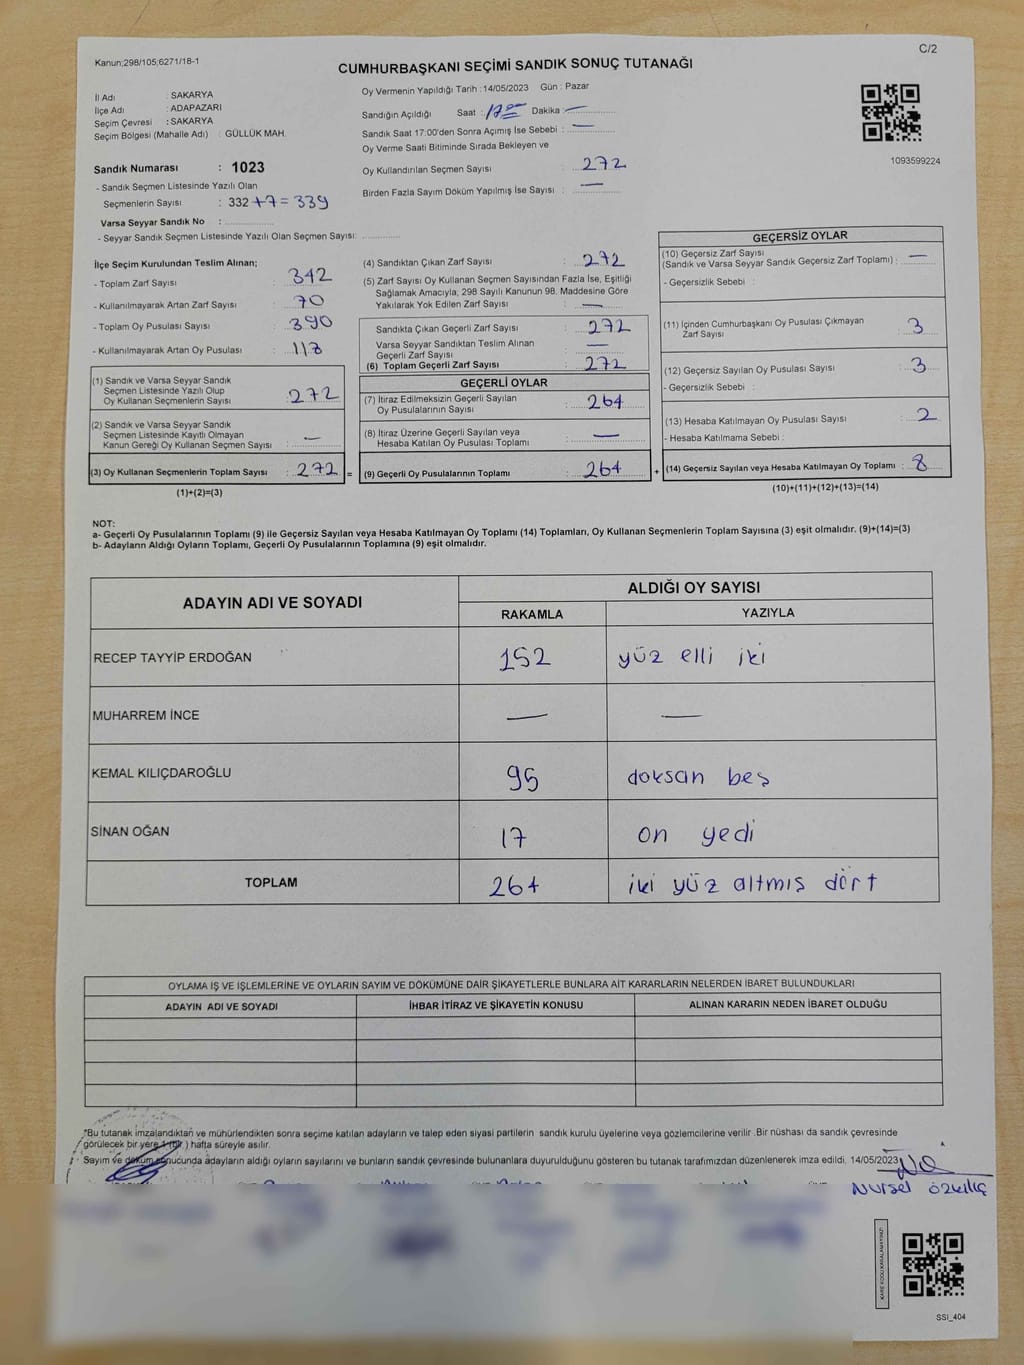 Kanun;298/105;6271/18-1
C/2
CUMHURBAŞKANI SEÇİMİ SANDIK SONUÇ TUTANAĞI
İl Adı : SAKARYA
İlçe Adı : ADAPAZARI
Seçim Çevresi : SAKARYA
Seçim Bölgesi (Mahalle Adı) : GÜLLÜK MAH.
Sandık Numarası : 1023
- Sandık Seçmen Listesinde Yazılı Olan
Seçmenlerin Sayısı : 332 +7 = 339
Varsa Seyyar Sandık No :
- Seyyar Sandık Seçmen Listesinde Yazılı Olan Seçmen Sayısı:
Oy Vermenin Yapıldığı Tarih : 14/05/2023 Gün : Pazar
Sandığın Açıldığı Saat : 17 00 Dakika : —
Sandık Saat 17:00'den Sonra Açımış İse Sebebi : —
Oy Verme Saati Bitiminde Sırada Bekleyen ve
Oy Kullandırılan Seçmen Sayısı : 272
Birden Fazla Sayım Döküm Yapılmış İse Sayısı : —
1093599224
İlçe Seçim Kurulundan Teslim Alınan;
- Toplam Zarf Sayısı : 342
- Kullanılmayarak Artan Zarf Sayısı : 70
- Toplam Oy Pusulası Sayısı : 390
- Kullanılmayarak Artan Oy Pusulası : 118
(1) Sandık ve Varsa Seyyar Sandık
Seçmen Listesinde Yazılı Olup
Oy Kullanan Seçmenlerin Sayısı : 272
(2) Sandık ve Varsa Seyyar Sandık
Seçmen Listesinde Kayıtlı Olmayan
Kanun Gereği Oy Kullanan Seçmen Sayısı : —
(3) Oy Kullanan Seçmenlerin Toplam Sayısı : 272 =
(1)+(2)=(3)
(4) Sandıktan Çıkan Zarf Sayısı : 272
(5) Zarf Sayısı Oy Kullanan Seçmen Sayısından Fazla İse, Eşitliği
Sağlamak Amacıyla; 298 Sayılı Kanunun 98. Maddesine Göre
Yakılarak Yok Edilen Zarf Sayısı : —
Sandıkta Çıkan Geçerli Zarf Sayısı : 272
Varsa Seyyar Sandıktan Teslim Alınan
Geçerli Zarf Sayısı : —
(6) Toplam Geçerli Zarf Sayısı : 272
GEÇERLİ OYLAR
(7) İtiraz Edilmeksizin Geçerli Sayılan
Oy Pusulalarının Sayısı : 264
(8) İtiraz Üzerine Geçerli Sayılan veya
Hesaba Katılan Oy Pusulası Toplamı : —
(9) Geçerli Oy Pusulalarının Toplamı : 264 +
GEÇERSİZ OYLAR
(10) Geçersiz Zarf Sayısı
(Sandık ve Varsa Seyyar Sandık Geçersiz Zarf Toplamı) : —
- Geçersizlik Sebebi :
(11) İçinden Cumhurbaşkanı Oy Pusulası Çıkmayan
Zarf Sayısı : 3
(12) Geçersiz Sayılan Oy Pusulası Sayısı : 3
- Geçersizlik Sebebi :
(13) Hesaba Katılmayan Oy Pusulası Sayısı : 2
- Hesaba Katılmama Sebebi :
(14) Geçersiz Sayılan veya Hesaba Katılmayan Oy Toplamı : 8
(10)+(11)+(12)+(13)=(14)
NOT:
a- Geçerli Oy Pusulalarının Toplamı (9) ile Geçersiz Sayılan veya Hesaba Katılmayan Oy Toplamı (14) Toplamları, Oy Kullanan Seçmenlerin Toplam Sayısına (3) eşit olmalıdır. (9)+(14)=(3)
b- Adayların Aldığı Oyların Toplamı, Geçerli Oy Pusulalarının Toplamına (9) eşit olmalıdır.
ADAYIN ADI VE SOYADI
ALDIĞI OY SAYISI
RAKAMLA YAZIYLA
RECEP TAYYİP ERDOĞAN 152 yüz elli iki
MUHARREM İNCE — —
KEMAL KILIÇDAROĞLU 95 doksan beş
SİNAN OĞAN 17 on yedi
TOPLAM 264 iki yüz altmış dört
OYLAMA İŞ VE İŞLEMLERİNE VE OYLARIN SAYIM VE DÖKÜMÜNE DAİR ŞİKAYETLERLE BUNLARA AİT KARARLARIN NELERDEN İBARET BULUNDUKLARI
ADAYIN ADI VE SOYADI İHBAR İTİRAZ VE ŞİKAYETİN KONUSU ALINAN KARARIN NEDEN İBARET OLDUĞU
*Bu tutanak imzalandıktan ve mühürlendikten sonra seçime katılan adayların ve talep eden siyasi partilerin sandık kurulu üyelerine veya gözlemcilerine verilir .Bir nüshası da sandık çevresinde
görülecek bir yere 1 (bir ) hafta süreyle asılır.
Sayım ve döküm sonucunda adayların aldığı oyların sayılarını ve bunların sandık çevresinde bulunanlara duyurulduğunu gösteren bu tutanak tarafımızdan düzenlenerek imza edildi. 14/05/2023
Nursel Özkılıç
SSI_404